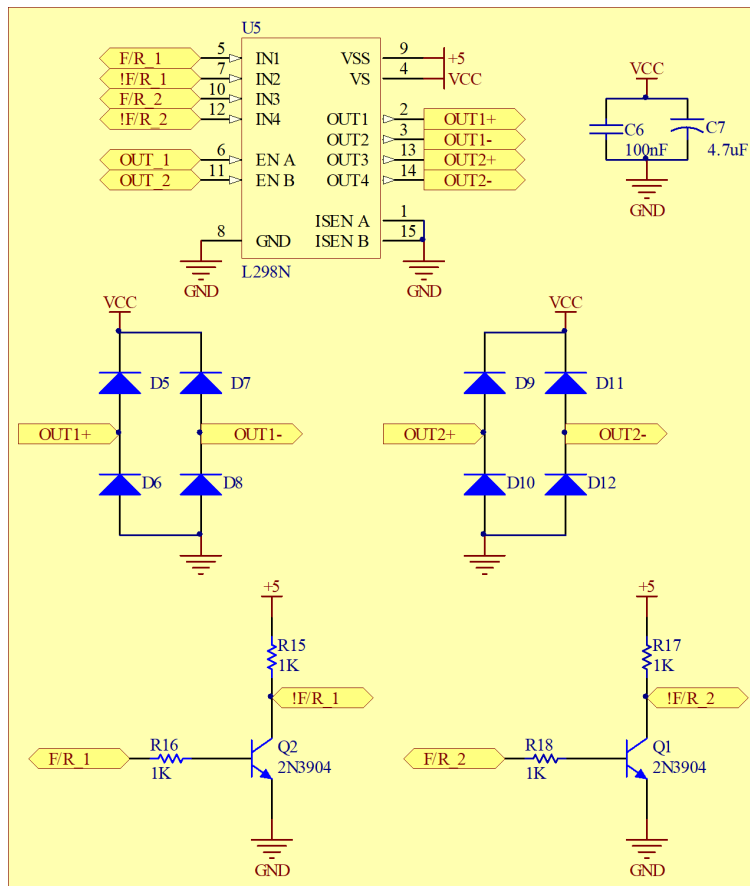 U5
F/R_1 5 IN1 VSS 9 +5
!F/R_1 7 IN2 VS 4 VCC
F/R_2 10 IN3
!F/R_2 12 IN4 OUT1 2 OUT1+
OUT2 3 OUT1-
OUT_1 6 EN A OUT3 13 OUT2+
OUT_2 11 EN B OUT4 14 OUT2-
ISEN A 1
8 GND ISEN B 15
L298N
GND GND
VCC
C6 C7
100nF 4.7uF
GND
VCC VCC
D5 D7 D9 D11
OUT1+ OUT1- OUT2+ OUT2-
D6 D8 D10 D12
+5 +5
R15 R17
1K 1K
!F/R_1 !F/R_2
R16 Q2 R18 Q1
F/R_1 F/R_2
1K 2N3904 1K 2N3904
GND GND